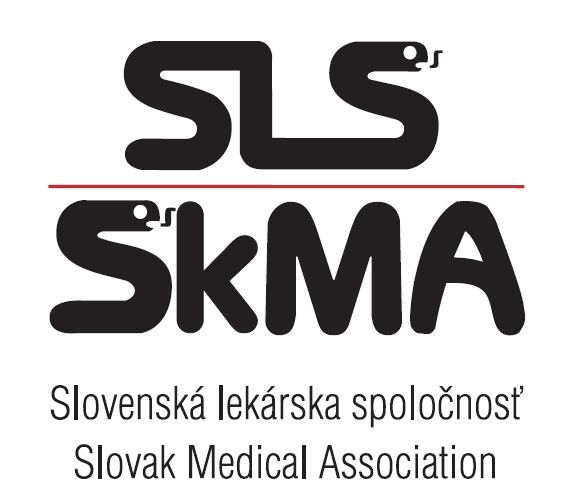 SLS
SkMA
Slovenská lekárska spoločnosť
Slovak Medical Association